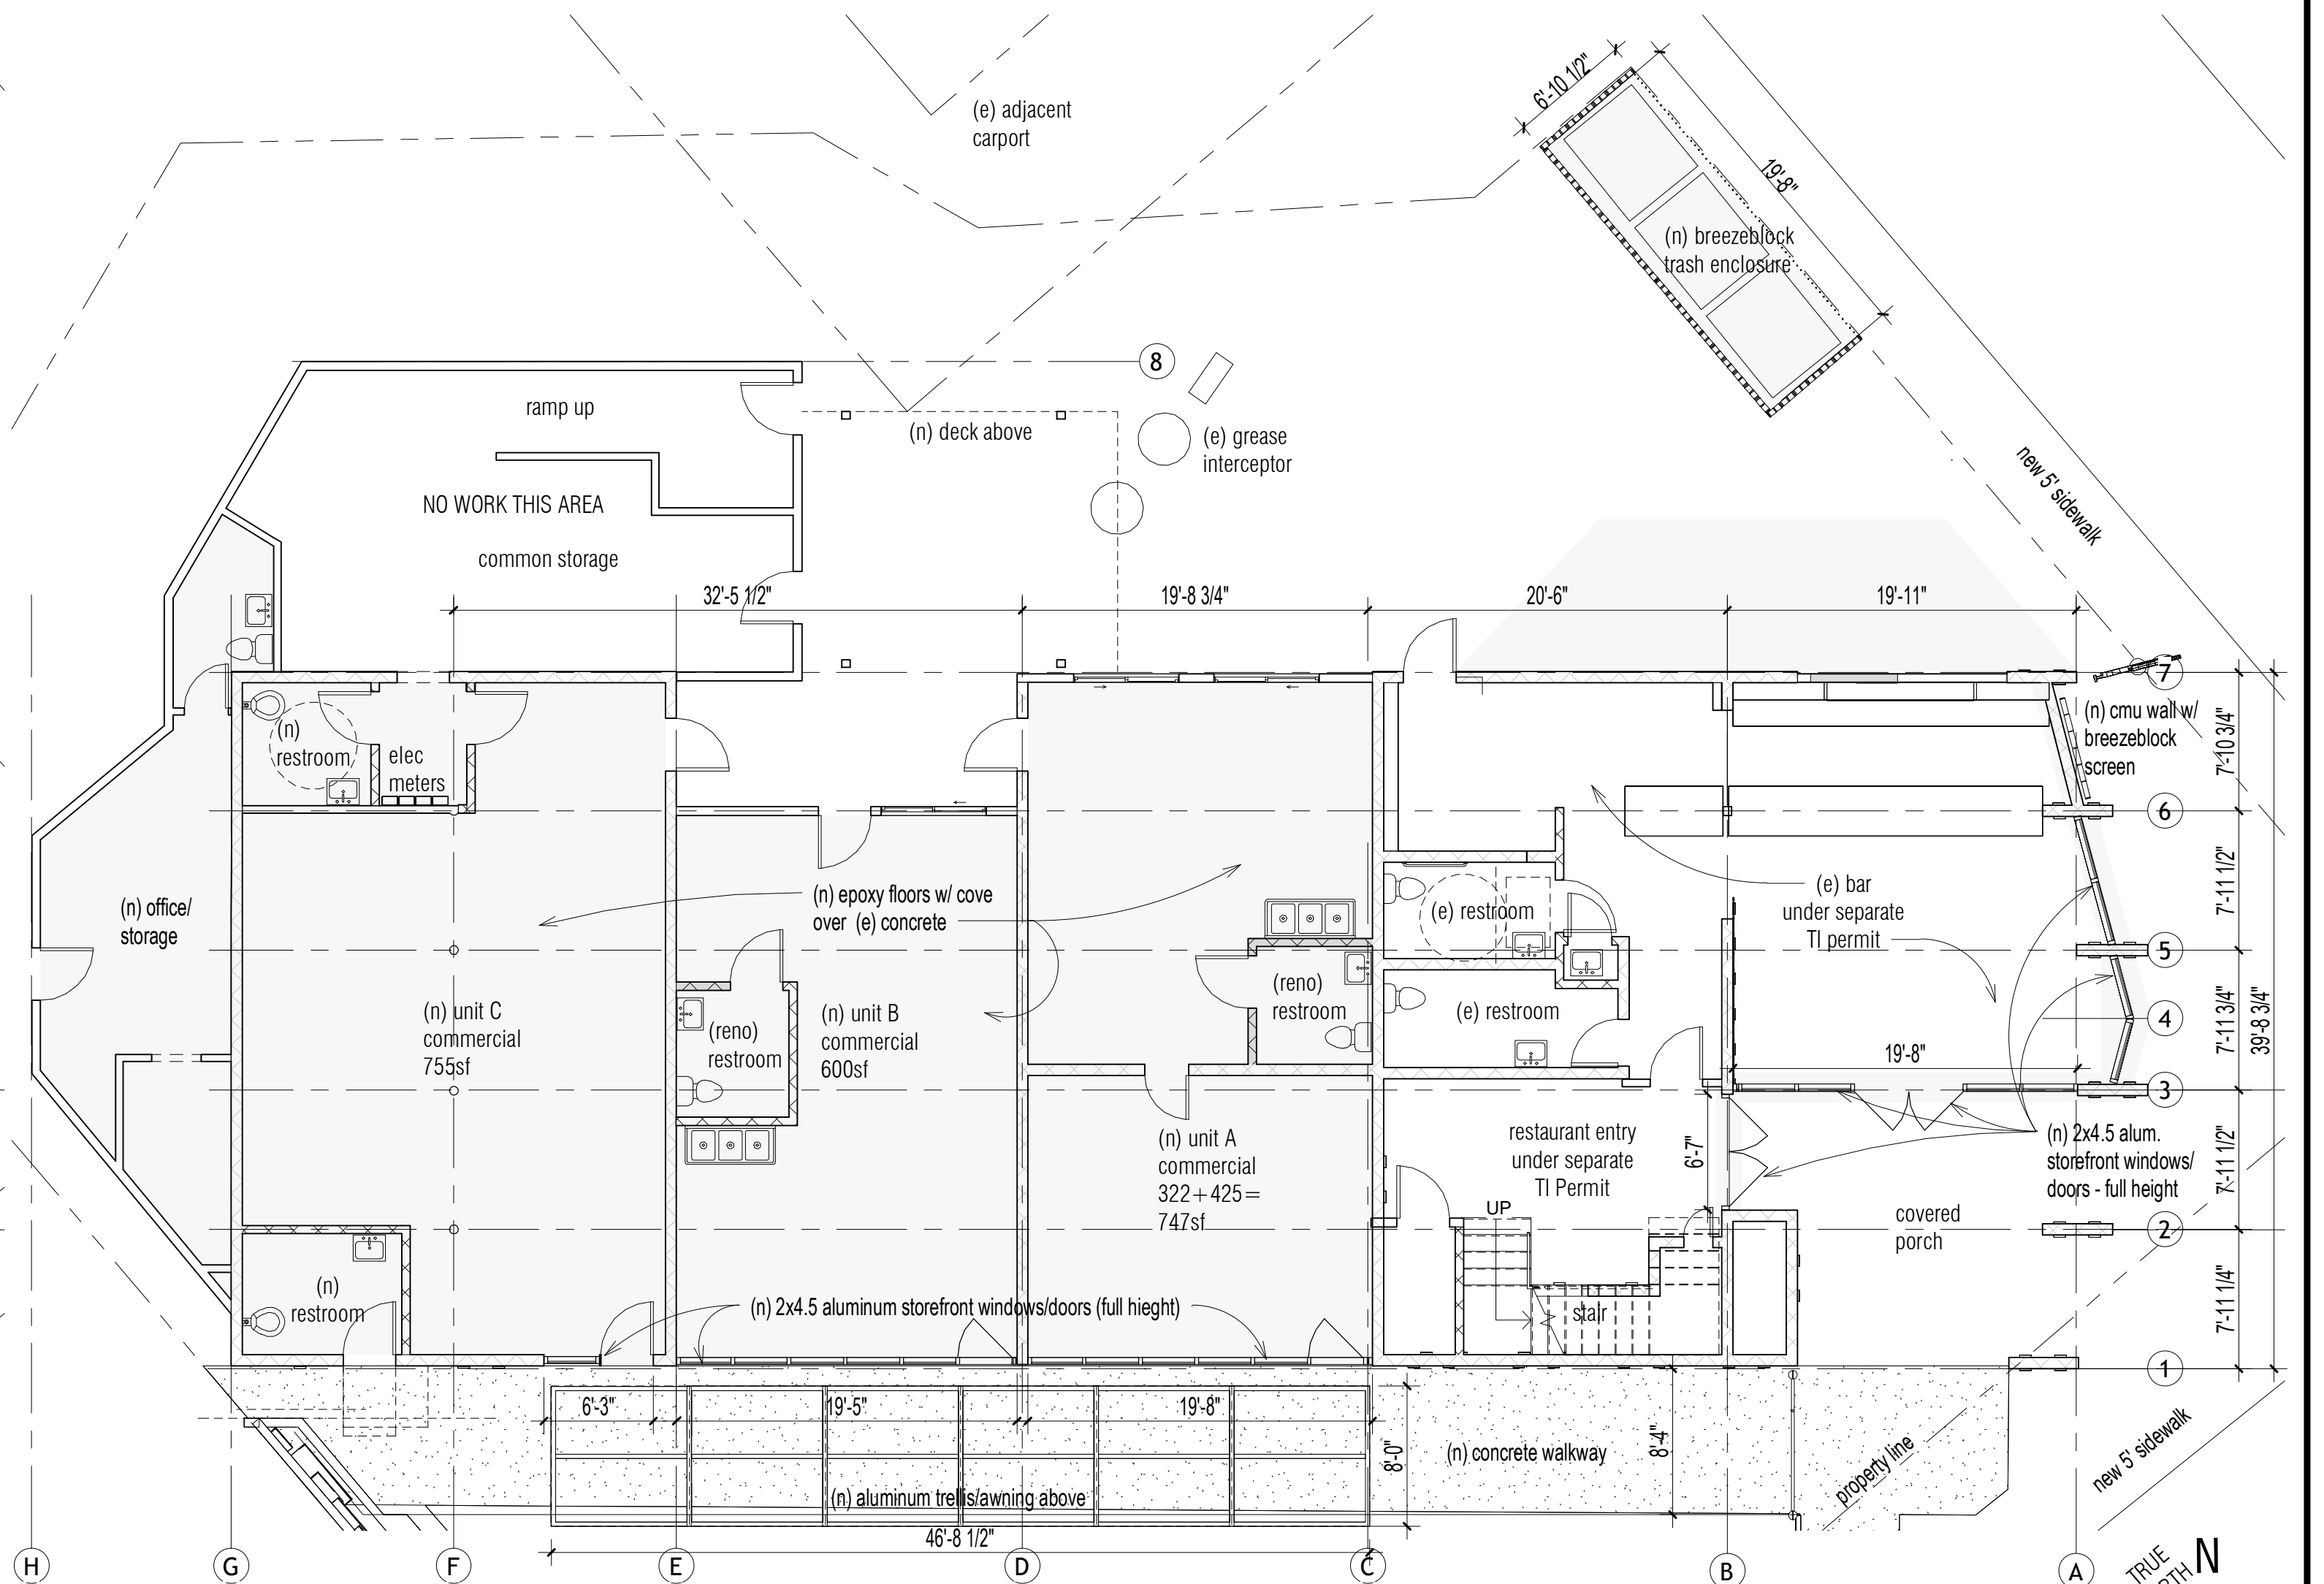 6'-10 1/2"
(e) adjacent
carport
19'-8"
(n) breezeblock
trash enclosure
8
ramp up
(n) deck above
(e) grease
interceptor
new 5' sidewalk
NO WORK THIS AREA
common storage
32'-5 1/2"
19'-8 3/4"
20'-6"
19'-11"
7
(n)
restroom
elec
meters
(n) cmu wall w/
breezeblock
screen
7'-10 3/4"
6
(n) office/
storage
(n) epoxy floors w/ cove
over (e) concrete
(e) restroom
(e) bar
under separate
TI permit
7'-11 1/2"
5
(n) unit C
commercial
755sf
(reno)
restroom
(n) unit B
commercial
600sf
(reno)
restroom
(e) restroom
4
7'-11 3/4"
39'-8 3/4"
19'-8"
3
(n) unit A
commercial
322+425=
747sf
restaurant entry
under separate
TI Permit
6'-7"
(n) 2x4.5 alum.
storefront windows/
doors - full height
7'-11 1/2"
UP
covered
porch
2
(n)
restroom
(n) 2x4.5 aluminum storefront windows/doors (full hieght)
stair
7'-11 1/4"
1
6'-3"
19'-5"
19'-8"
8'-0"
(n) concrete walkway
8'-4"
property line
new 5' sidewalk
(n) aluminum trellis/awning above
46'-8 1/2"
H
G
F
E
D
C
B
A
TRUE
N